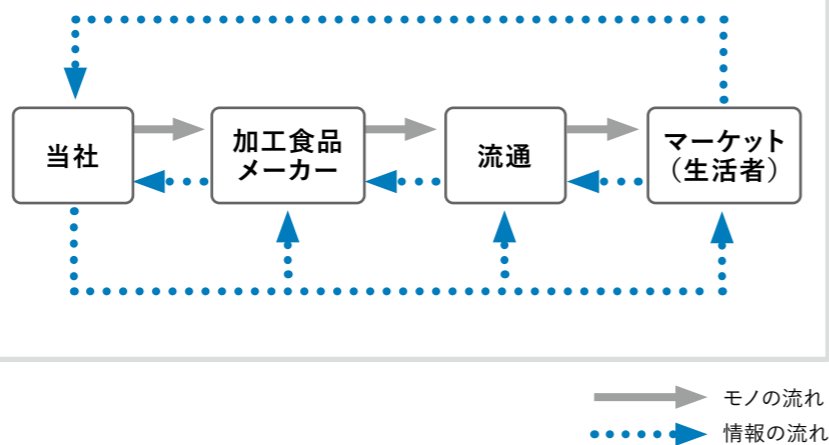 当社
加工食品
メーカー
流通
マーケット
（生活者）
モノの流れ
情報の流れ